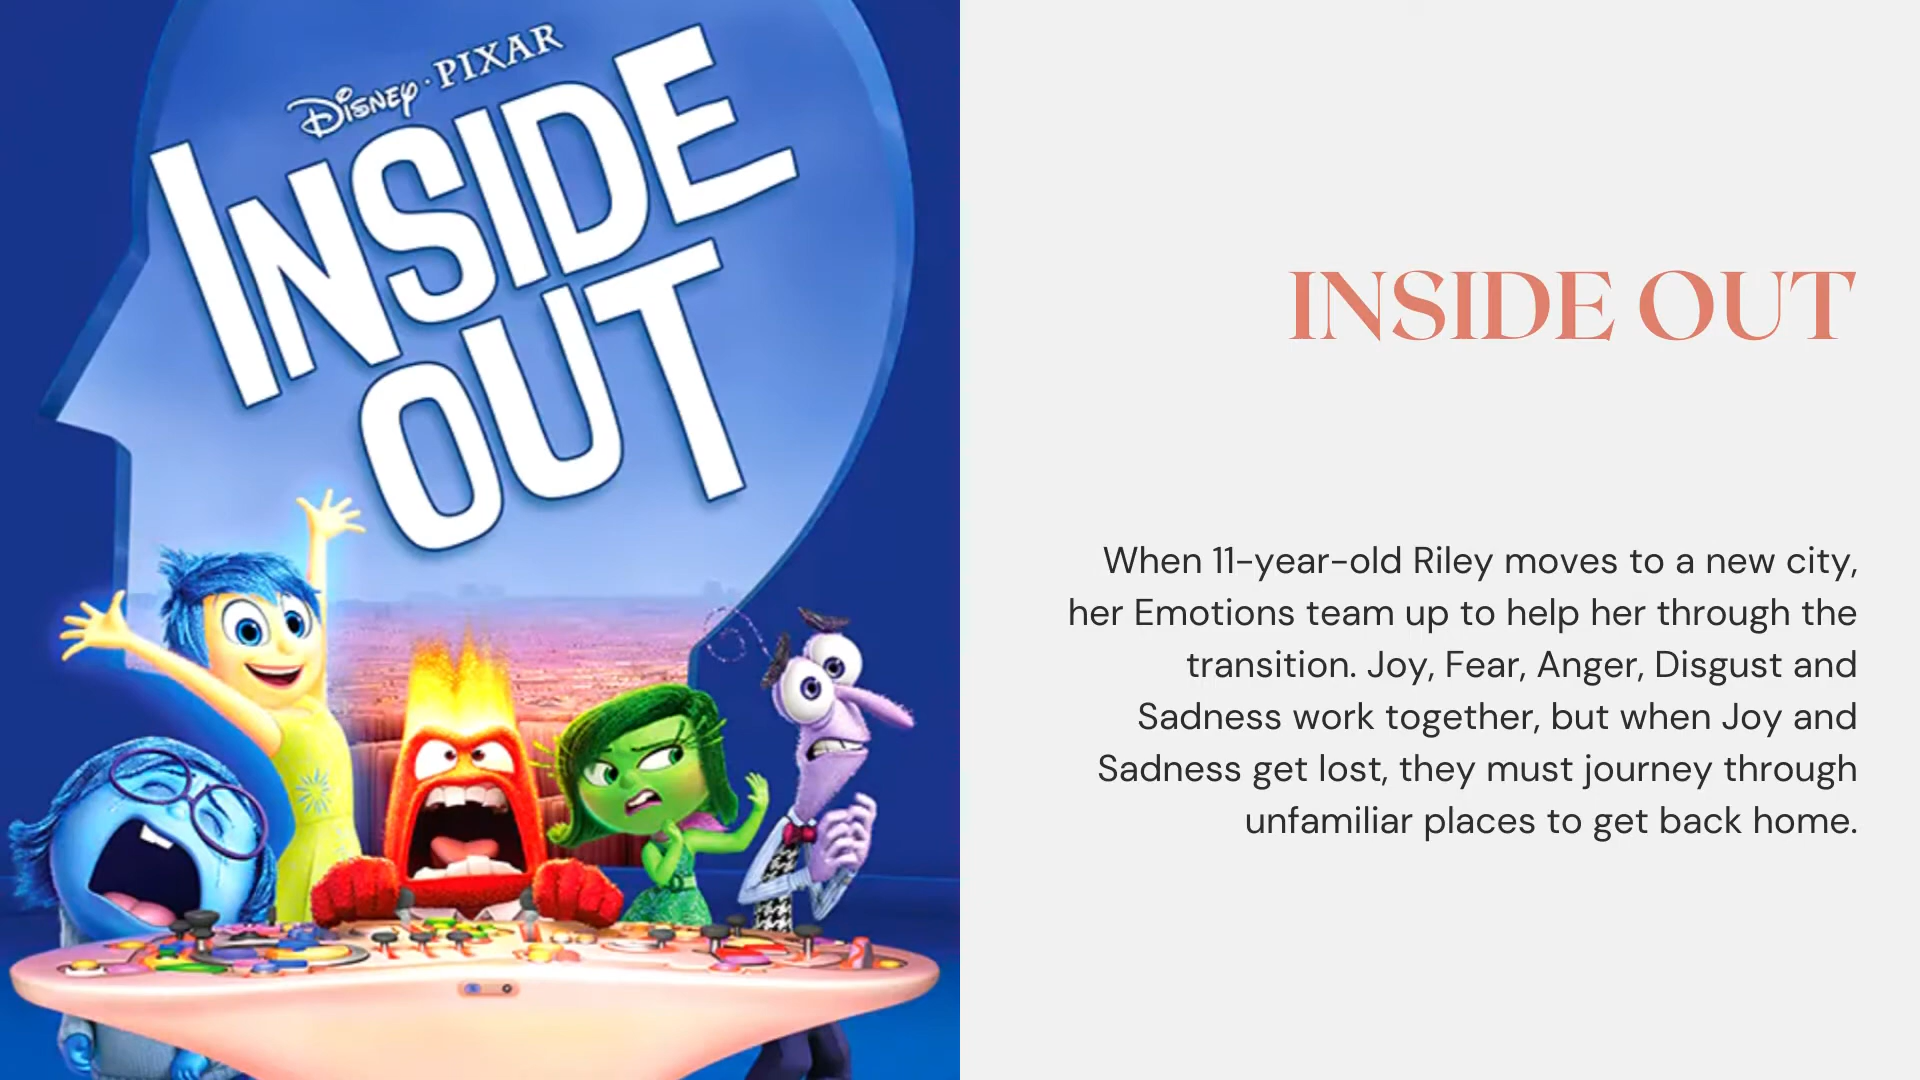 Disney · PIXAR
INSIDE
OUT
INSIDE OUT
When 11-year-old Riley moves to a new city,
her Emotions team up to help her through the
transition. Joy, Fear, Anger, Disgust and
Sadness work together, but when Joy and
Sadness get lost, they must journey through
unfamiliar places to get back home.